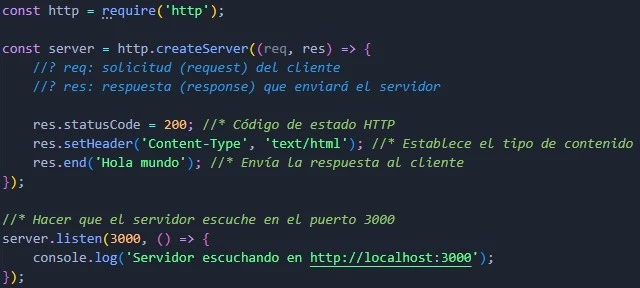 const http = require('http');
const server = http.createServer((req, res) => {
//? req: solicitud (request) del cliente
//? res: respuesta (response) que enviará el servidor
res.statusCode = 200; //* Código de estado HTTP
res.setHeader('Content-Type', 'text/html'); //* Establece el tipo de contenido
res.end('Hola mundo'); //* Envía la respuesta al cliente
});
//* Hacer que el servidor escuche en el puerto 3000
server.listen(3000, () => {
console.log('Servidor escuchando en http://localhost:3000');
});